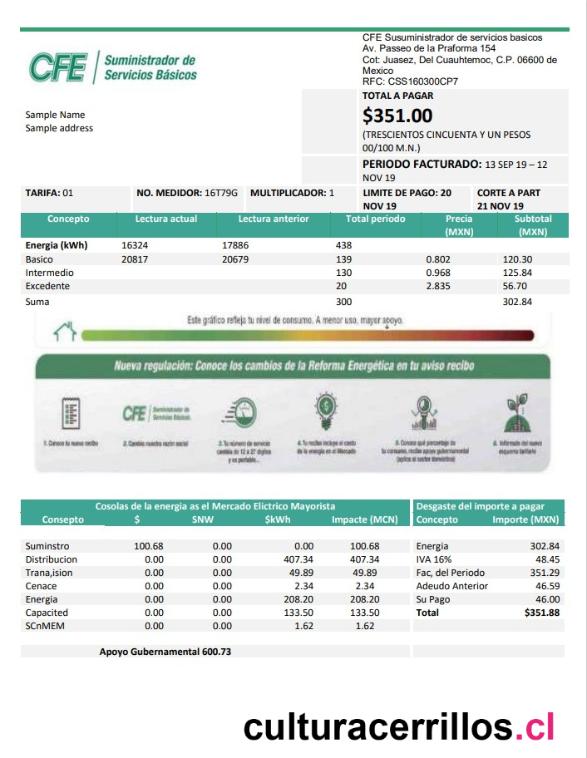 CFE Suministrador de
Servicios Básicos
CFE Susuministrador de servicios basicos
Av. Passeo de la Praforma 154
Cot: Juasez, Del Cuauhtemoc, C.P. 06600 de
Mexico
RFC: CSS160300CP7
TOTAL A PAGAR
$351.00
(TRESCIENTOS CINCUENTA Y UN PESOS
00/100 M.N.)
PERIODO FACTURADO: 13 SEP 19 – 12
NOV 19
Sample Name
Sample address
TARIFA: 01 NO. MEDIDOR: 16T79G MULTIPLICADOR: 1 LIMITE DE PAGO: 20 NOV 19 CORTE A PART 21 NOV 19
Concepto Lectura actual Lectura anterior Total periodo Precia (MXN) Subtotal (MXN)
Energia (kWh) 16324 17886 438
Basico 20817 20679 139 0.802 120.30
Intermedio 130 0.968 125.84
Excedente 20 2.835 56.70
Suma 300 302.84
Este gráfico refleja tu nivel de consumo. A menor uso, mayor apoyo.
Nueva regulación: Conoce los cambios de la Reforma Energética en tu aviso recibo
CFE Suministrador de
Servicios Básicos
1. Conoce tu nuevo recibo
2. Cambia nuestra razón social
3. Tu número de servicio
cambia de 12 a 27 dígitos
y es portable...
4. Tu recibo incluye el costo
de la energía en el Mercado
5. Conoce qué porcentaje de
tu consumo, recibe apoyo gubernamental
(aplica al sector doméstico)
6. Infórmate del nuevo
esquema tarifario
Cosolas de la energia as el Mercado Elictrico Mayorista
Consepto $ $NW $kWh Impacte (MCN)
Suminstro 100.68 0.00 0.00 100.68
Distribucion 0.00 0.00 407.34 407.34
Trana,ision 0.00 0.00 49.89 49.89
Cenace 0.00 0.00 2.34 2.34
Energia 0.00 0.00 208.20 208.20
Capacited 0.00 0.00 133.50 133.50
SCnMEM 0.00 0.00 1.62 1.62
Desgaste del importe a pagar
Concepto Importe (MXN)
Energia 302.84
IVA 16% 48.45
Fac, del Periodo 351.29
Adeudo Anterior 46.59
Su Pago 46.00
Total $351.88
Apoyo Gubernamental 600.73
culturacerrillos.cl